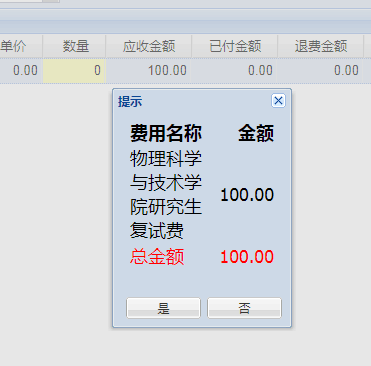 单价 数量 应收金额 已付金额 退费金额
0.00 0 100.00 0.00 0.00
提示
费用名称 金额
物理科学
与技术学
院研究生
复试费
100.00
总金额 100.00
是 否